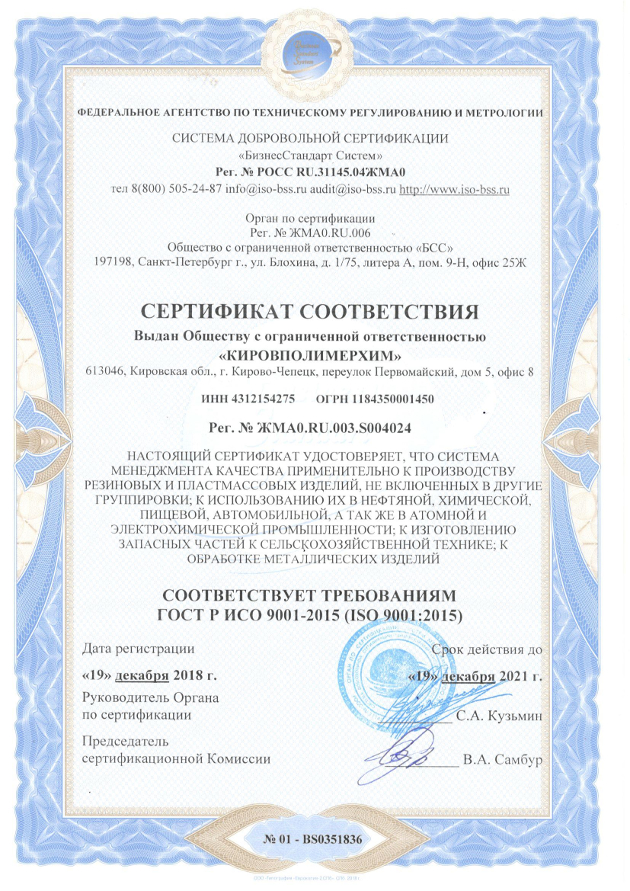 ФЕДЕРАЛЬНОЕ АГЕНТСТВО ПО ТЕХНИЧЕСКОМУ РЕГУЛИРОВАНИЮ И МЕТРОЛОГИИ
СИСТЕМА ДОБРОВОЛЬНОЙ СЕРТИФИКАЦИИ
«БизнесСтандарт Систем»
Рег. № РОСС RU.31145.04ЖМА0
тел 8(800) 505-24-87 info@iso-bss.ru audit@iso-bss.ru http://www.iso-bss.ru
Орган по сертификации
Рег. № ЖМА0.RU.006
Общество с ограниченной ответственностью «БСС»
197198, Санкт-Петербург г., ул. Блохина, д. 1/75, литера А, пом. 9-Н, офис 25Ж
СЕРТИФИКАТ СООТВЕТСТВИЯ
Выдан Обществу с ограниченной ответственностью
«КИРОВПОЛИМЕРХИМ»
613046, Кировская обл., г. Кирово-Чепецк, переулок Первомайский, дом 5, офис 8
ИНН 4312154275 ОГРН 1184350001450
Рег. № ЖМА0.RU.003.S004024
НАСТОЯЩИЙ СЕРТИФИКАТ УДОСТОВЕРЯЕТ, ЧТО СИСТЕМА
МЕНЕДЖМЕНТА КАЧЕСТВА ПРИМЕНИТЕЛЬНО К ПРОИЗВОДСТВУ
РЕЗИНОВЫХ И ПЛАСТМАССОВЫХ ИЗДЕЛИЙ, НЕ ВКЛЮЧЕННЫХ В ДРУГИЕ
ГРУППИРОВКИ; К ИСПОЛЬЗОВАНИЮ ИХ В НЕФТЯНОЙ, ХИМИЧЕСКОЙ,
ПИЩЕВОЙ, АВТОМОБИЛЬНОЙ, А ТАК ЖЕ В АТОМНОЙ И
ЭЛЕКТРОХИМИЧЕСКОЙ ПРОМЫШЛЕННОСТИ; К ИЗГОТОВЛЕНИЮ
ЗАПАСНЫХ ЧАСТЕЙ К СЕЛЬСКОХОЗЯЙСТВЕННОЙ ТЕХНИКЕ; К
ОБРАБОТКЕ МЕТАЛЛИЧЕСКИХ ИЗДЕЛИЙ
СООТВЕТСТВУЕТ ТРЕБОВАНИЯМ
ГОСТ Р ИСО 9001-2015 (ISO 9001:2015)
Дата регистрации Срок действия до
«19» декабря 2018 г. «19» декабря 2021 г.
Руководитель Органа
по сертификации С.А. Кузьмин
Председатель
сертификационной Комиссии В.А. Самбур
№ 01 - BS0351836